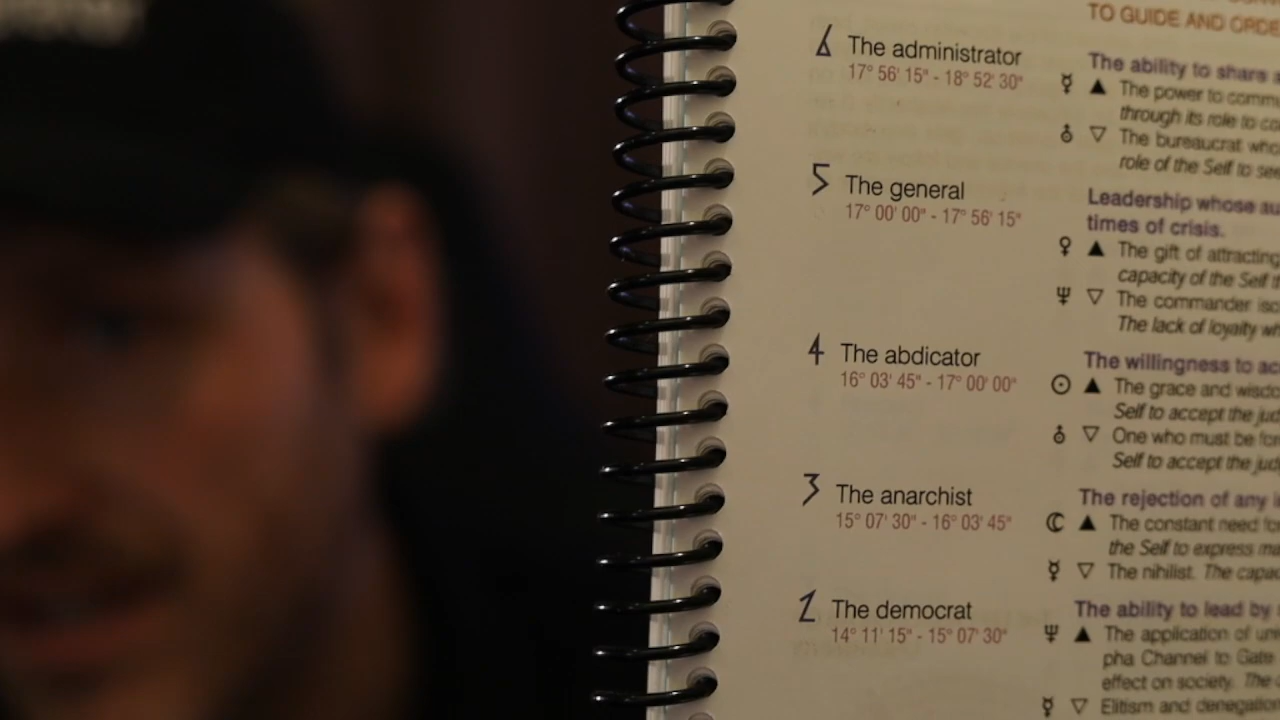 TO GUIDE AND ORDE
6 The administrator
17° 56' 15" - 18° 52' 30"
The ability to share
☿ ▲ The power to comm
through its role to co
♁ ▽ The bureaucrat who
role of the Self to see
5 The general
17° 00' 00" - 17° 56' 15"
Leadership whose au
times of crisis.
♀ ▲ The gift of attracting
capacity of the Self t
♆ ▽ The commander iso
The lack of loyalty wh
4 The abdicator
16° 03' 45" - 17° 00' 00"
The willingness to ac
☉ ▲ The grace and wisdo
Self to accept the jud
♁ ▽ One who must be for
Self to accept the jud
3 The anarchist
15° 07' 30" - 16° 03' 45"
The rejection of any
☾ ▲ The constant need fo
the Self to express ma
☿ ▽ The nihilist. The capac
2 The democrat
14° 11' 15" - 15° 07' 30"
The ability to lead by
♆ ▲ The application of un
pha Channel to Gate
effect on society. The
☿ ▽ Elitism and denegation